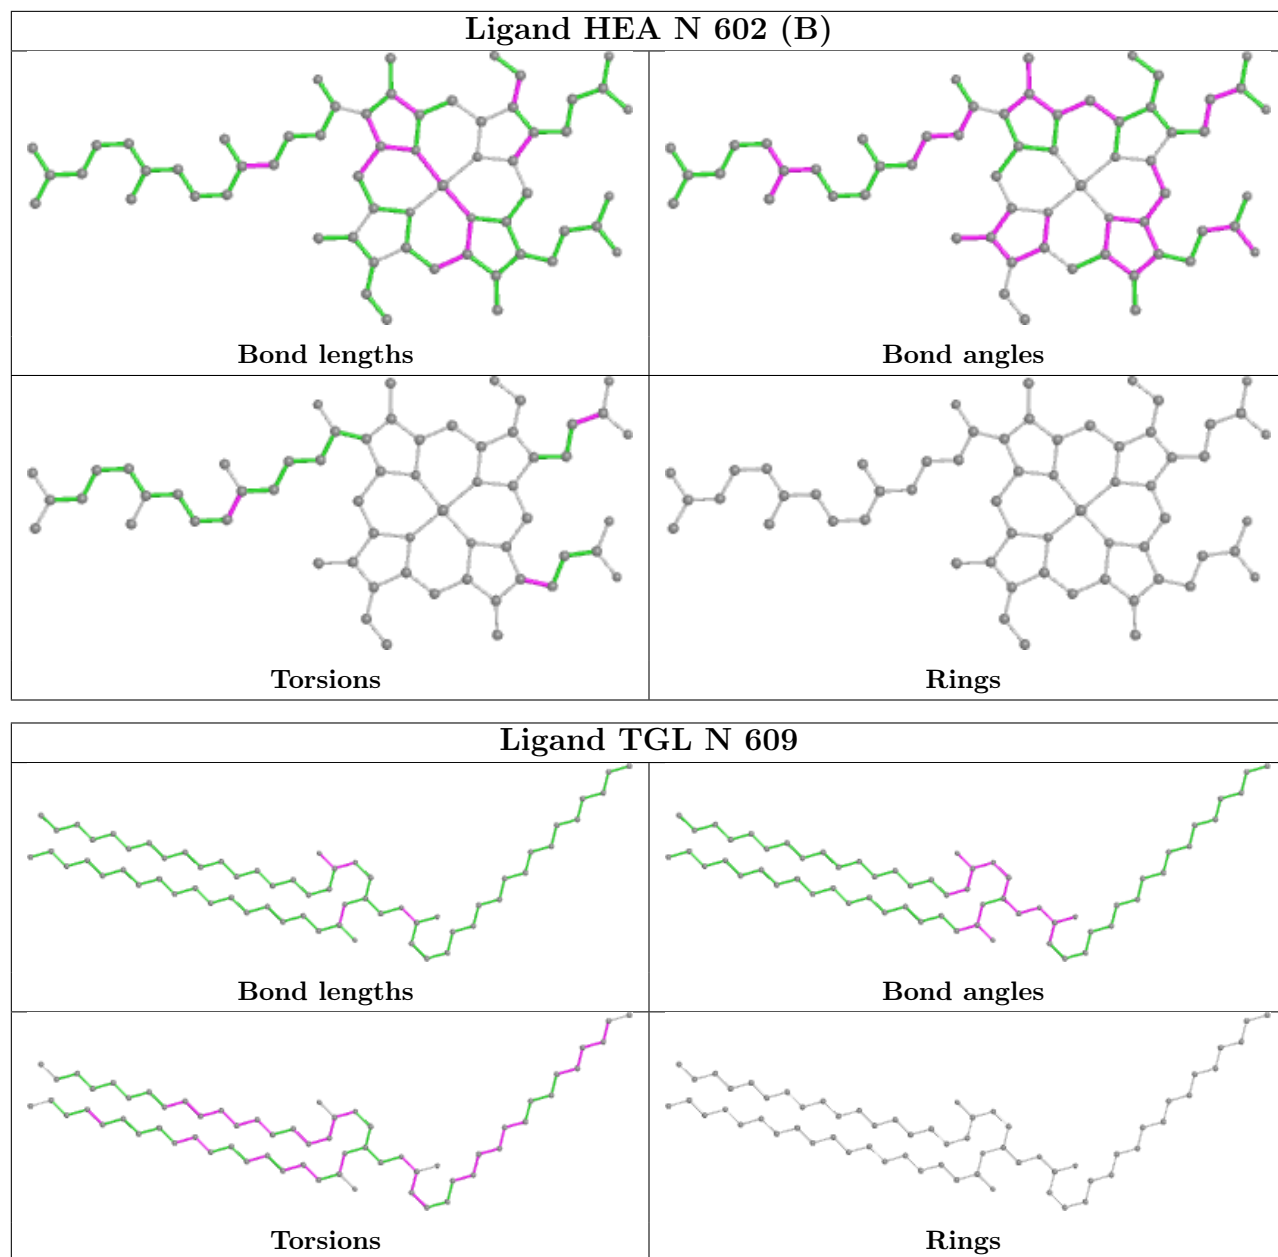 Ligand HEA N 602 (B)
Bond lengths
Bond angles
Torsions
Rings
Ligand TGL N 609
Bond lengths
Bond angles
Torsions
Rings